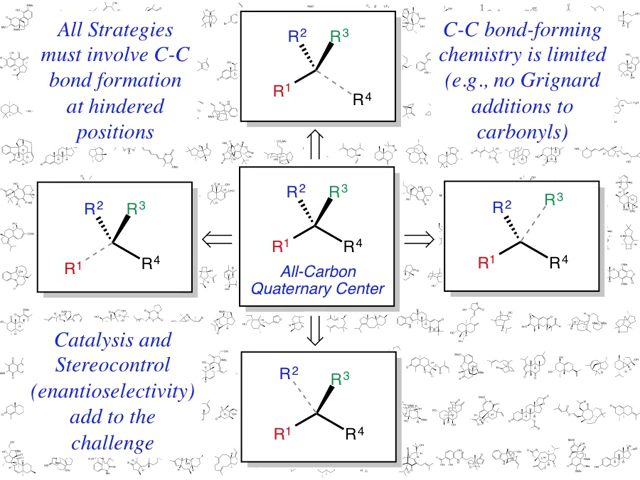 All Strategies
must involve C-C
bond formation
at hindered
positions
R2 R3
R1
R4
C-C bond-forming
chemistry is limited
(e.g., no Grignard
additions to
carbonyls)
R2 R3
R1
R4
R2 R3
R1 R4
All-Carbon
Quaternary Center
R3
R2
R1 R4
Catalysis and
Stereocontrol
(enantioselectivity)
add to the
challenge
R2 R3
R1 R4